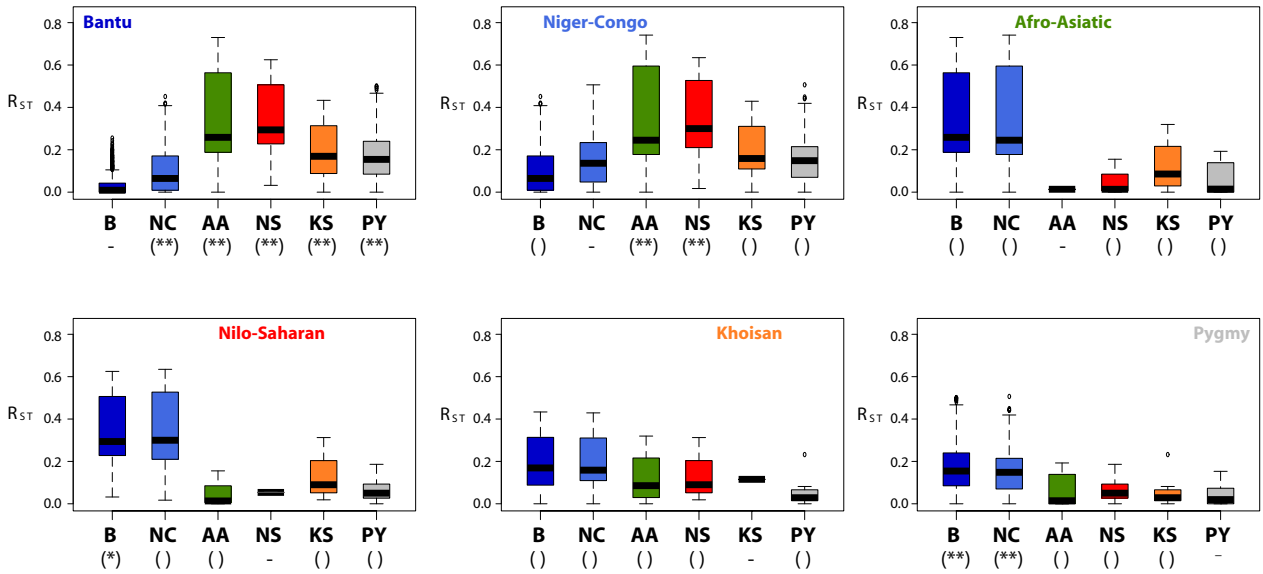 Bantu
0.8
0.6
0.4
0.2
0.0
RST
B NC AA NS KS PY
- (**) (**) (**) (**) (**)
Niger-Congo
0.8
0.6
0.4
0.2
0.0
RST
B NC AA NS KS PY
( ) - (**) (**) ( ) ( )
Afro-Asiatic
0.8
0.6
0.4
0.2
0.0
RST
B NC AA NS KS PY
( ) ( ) - ( ) ( ) ( )
Nilo-Saharan
0.8
0.6
0.4
0.2
0.0
RST
B NC AA NS KS PY
(*) ( ) ( ) - ( ) ( )
Khoisan
0.8
0.6
0.4
0.2
0.0
RST
B NC AA NS KS PY
( ) ( ) ( ) ( ) - ( )
Pygmy
0.8
0.6
0.4
0.2
0.0
RST
B NC AA NS KS PY
(**) (**) ( ) ( ) ( ) -